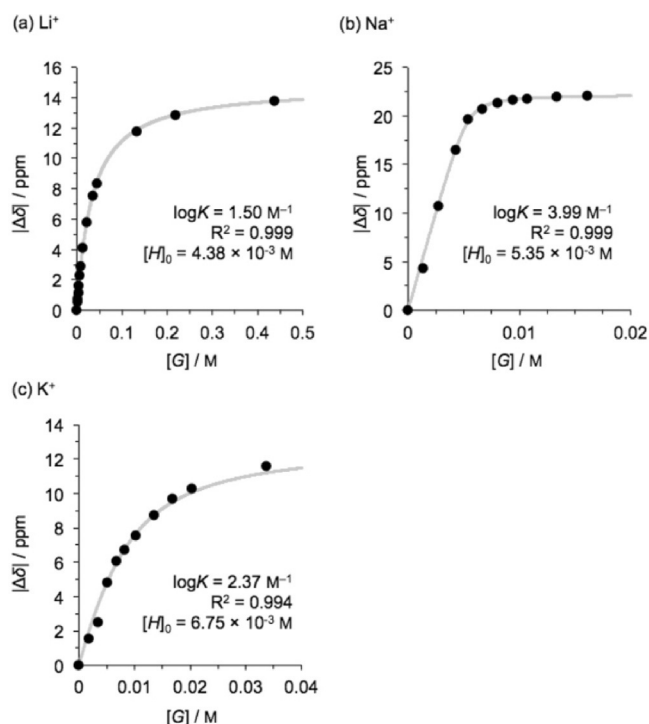 (a) Li⁺
16
14
12
10
8
6
4
2
0
|Δδ| / ppm
logK = 1.50 M⁻¹
R² = 0.999
[H]₀ = 4.38 × 10⁻³ M
0 0.1 0.2 0.3 0.4 0.5
[G] / M
(b) Na⁺
25
20
15
10
5
0
|Δδ| / ppm
logK = 3.99 M⁻¹
R² = 0.999
[H]₀ = 5.35 × 10⁻³ M
0 0.01 0.02
[G] / M
(c) K⁺
14
12
10
8
6
4
2
0
|Δδ| / ppm
logK = 2.37 M⁻¹
R² = 0.994
[H]₀ = 6.75 × 10⁻³ M
0 0.01 0.02 0.03 0.04
[G] / M